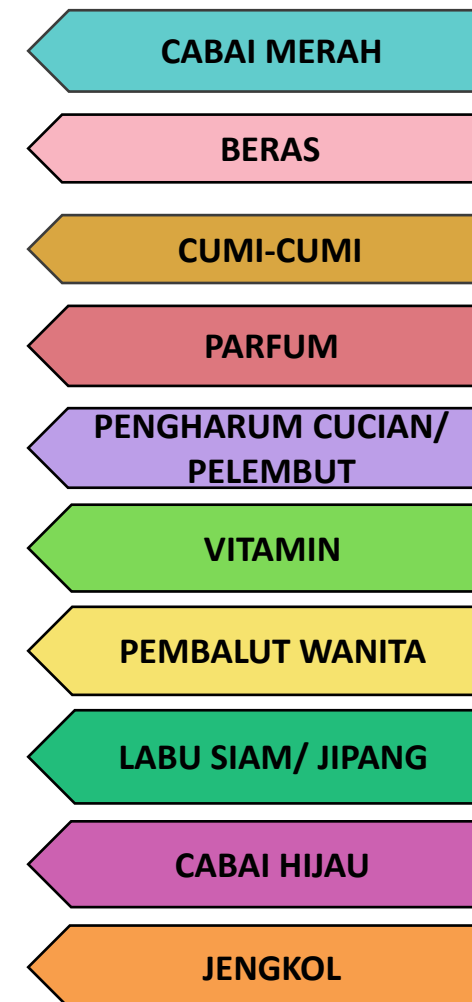 CABAI MERAH
BERAS
CUMI-CUMI
PARFUM
PENGHARUM CUCIAN/
PELEMBUT
VITAMIN
PEMBALUT WANITA
LABU SIAM/ JIPANG
CABAI HIJAU
JENGKOL